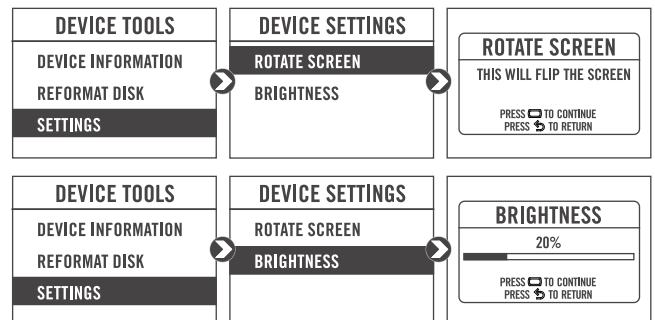 DEVICE TOOLS
DEVICE INFORMATION
REFORMAT DISK
SETTINGS
DEVICE SETTINGS
ROTATE SCREEN
BRIGHTNESS
ROTATE SCREEN
THIS WILL FLIP THE SCREEN
PRESS TO CONTINUE
PRESS TO RETURN
DEVICE TOOLS
DEVICE INFORMATION
REFORMAT DISK
SETTINGS
DEVICE SETTINGS
ROTATE SCREEN
BRIGHTNESS
BRIGHTNESS
20%
PRESS TO CONTINUE
PRESS TO RETURN